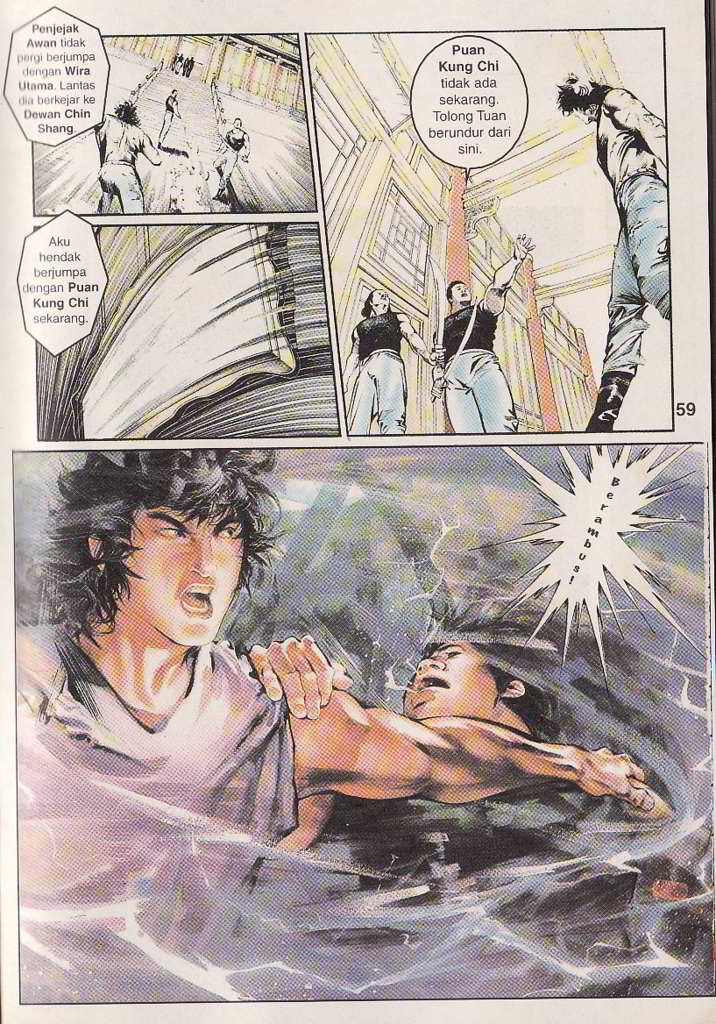 Penjejak
Awan tidak
pergi berjumpa
dengan Wira
Utama. Lantas
dia berkejar ke
Dewan Chin
Shang.
Puan
Kung Chi
tidak ada
sekarang.
Tolong Tuan
berundur dari
sini.
Aku
hendak
berjumpa
dengan Puan
Kung Chi
sekarang.
59
Berambus!